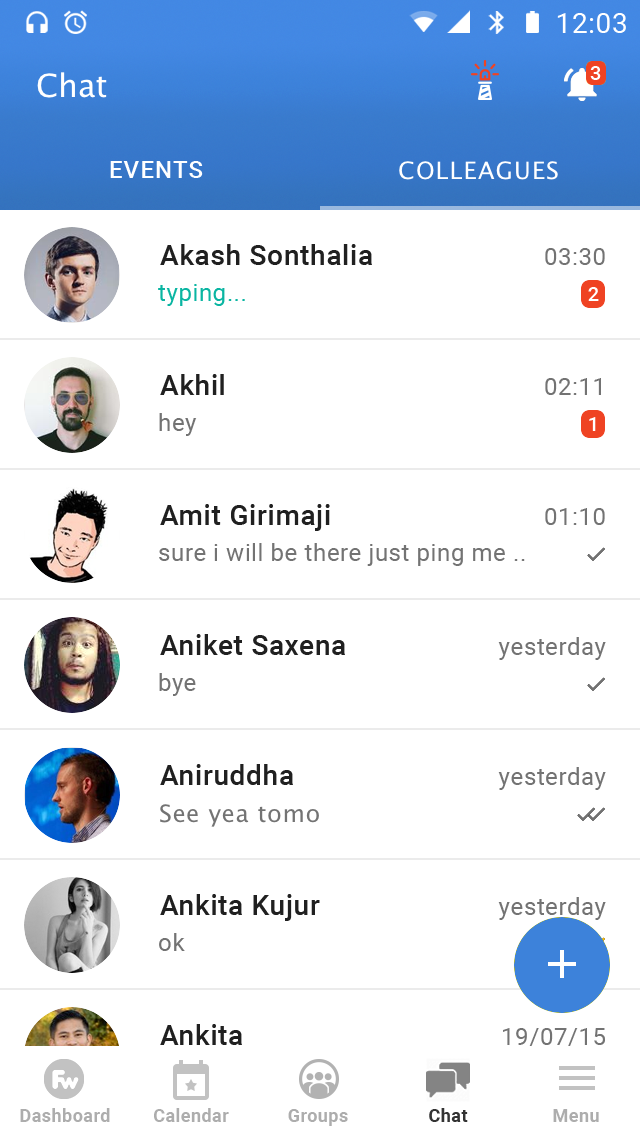 12:03
Chat
3
EVENTS
COLLEAGUES
Akash Sonthalia
03:30
typing...
2
Akhil
02:11
hey
1
Amit Girimaji
01:10
sure i will be there just ping me ..
Aniket Saxena
yesterday
bye
Aniruddha
yesterday
See yea tomo
Ankita Kujur
yesterday
ok
Ankita
19/07/15
Fw
Dashboard
Calendar
Groups
Chat
Menu